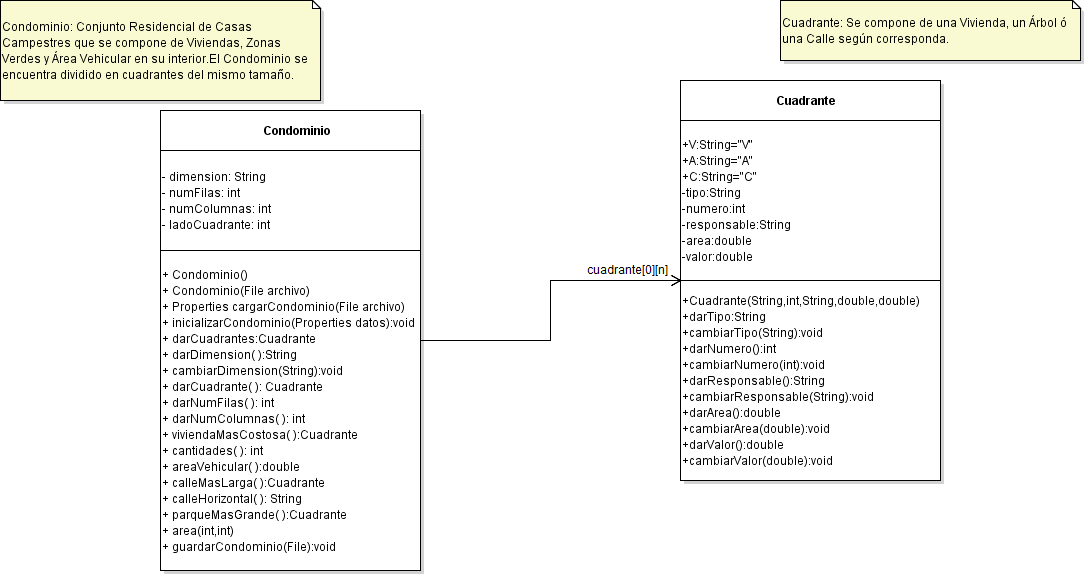 Condominio: Conjunto Residencial de Casas
Campestres que se compone de Viviendas, Zonas
Verdes y Área Vehicular en su interior.El Condominio se
encuentra dividido en cuadrantes del mismo tamaño.
Cuadrante: Se compone de una Vivienda, un Árbol ó
una Calle según corresponda.
Condominio
- dimension: String
- numFilas: int
- numColumnas: int
- ladoCuadrante: int
+ Condominio()
+ Condominio(File archivo)
+ Properties cargarCondominio(File archivo)
+ inicializarCondominio(Properties datos):void
+ darCuadrantes:Cuadrante
+ darDimension( ):String
+ cambiarDimension(String):void
+ darCuadrante( ): Cuadrante
+ darNumFilas( ): int
+ darNumColumnas( ): int
+ viviendaMasCostosa( ):Cuadrante
+ cantidades( ): int
+ areaVehicular( ):double
+ calleMasLarga( ):Cuadrante
+ calleHorizontal( ): String
+ parqueMasGrande( ):Cuadrante
+ area(int,int)
+ guardarCondominio(File):void
cuadrante[0][n]
Cuadrante
+V:String="V"
+A:String="A"
+C:String="C"
-tipo:String
-numero:int
-responsable:String
-area:double
-valor:double
+Cuadrante(String,int,String,double,double)
+darTipo:String
+cambiarTipo(String):void
+darNumero():int
+cambiarNumero(int):void
+darResponsable():String
+cambiarResponsable(String):void
+darArea():double
+cambiarArea(double):void
+darValor():double
+cambiarValor(double):void